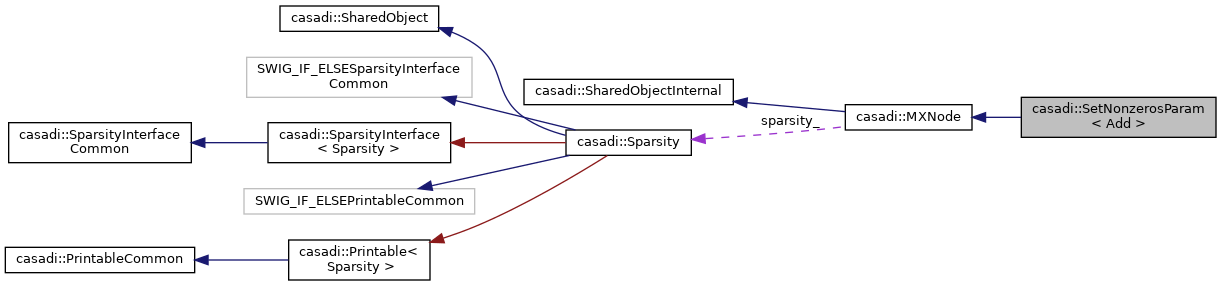 casadi::SharedObject
SWIG_IF_ELSESparsityInterface
Common
casadi::SharedObjectInternal
casadi::SetNonzerosParam
< Add >
casadi::MXNode
sparsity_
casadi::SparsityInterface
Common
casadi::SparsityInterface
< Sparsity >
casadi::Sparsity
SWIG_IF_ELSEPrintableCommon
casadi::PrintableCommon
casadi::Printable<
Sparsity >